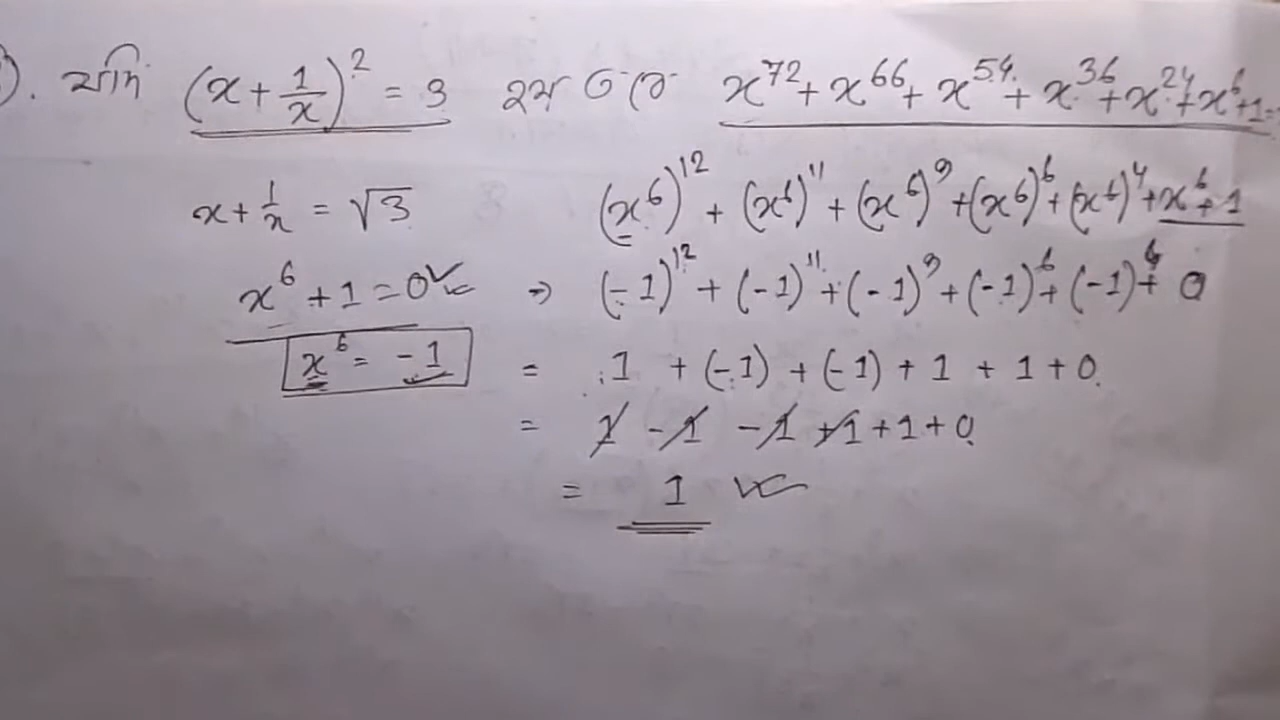 ). যদি (x + 1/x)² = 3 হয় তবে x⁷² + x⁶⁶ + x⁵⁴ + x³⁶ + x²⁴ + x⁶ + 1 =
x + 1/x = √3
(x⁶)¹² + (x⁶)¹¹ + (x⁶)⁹ + (x⁶)⁶ + (x⁶)⁴ + x⁶ + 1
x⁶ + 1 = 0
⇒ (-1)¹² + (-1)¹¹ + (-1)⁹ + (-1)⁶ + (-1)⁴ + 0
x⁶ = -1
= 1 + (-1) + (-1) + 1 + 1 + 0
= 1 - 1 - 1 + 1 + 1 + 0
= 1